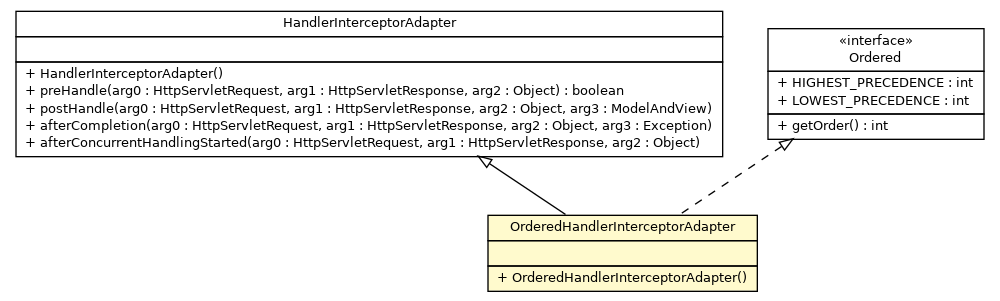 HandlerInterceptorAdapter
+ HandlerInterceptorAdapter()
+ preHandle(arg0 : HttpServletRequest, arg1 : HttpServletResponse, arg2 : Object) : boolean
+ postHandle(arg0 : HttpServletRequest, arg1 : HttpServletResponse, arg2 : Object, arg3 : ModelAndView)
+ afterCompletion(arg0 : HttpServletRequest, arg1 : HttpServletResponse, arg2 : Object, arg3 : Exception)
+ afterConcurrentHandlingStarted(arg0 : HttpServletRequest, arg1 : HttpServletResponse, arg2 : Object)
«interface»
Ordered
+ HIGHEST_PRECEDENCE : int
+ LOWEST_PRECEDENCE : int
+ getOrder() : int
OrderedHandlerInterceptorAdapter
+ OrderedHandlerInterceptorAdapter()